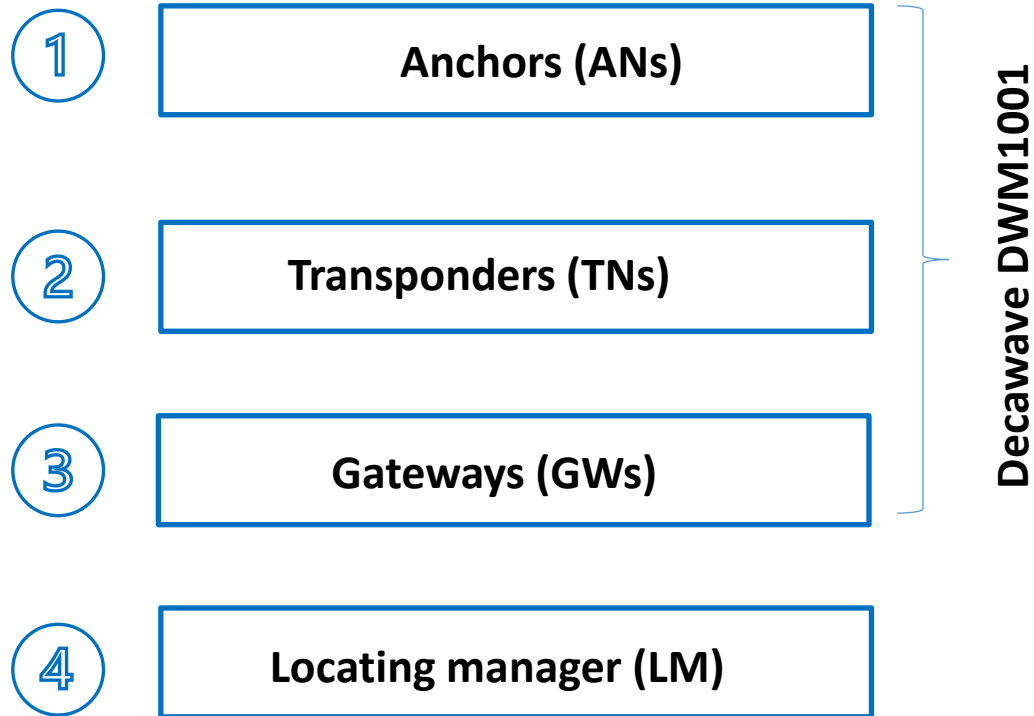 1
Anchors (ANs)
2
Transponders (TNs)
3
Gateways (GWs)
4
Locating manager (LM)
Decawave DWM1001